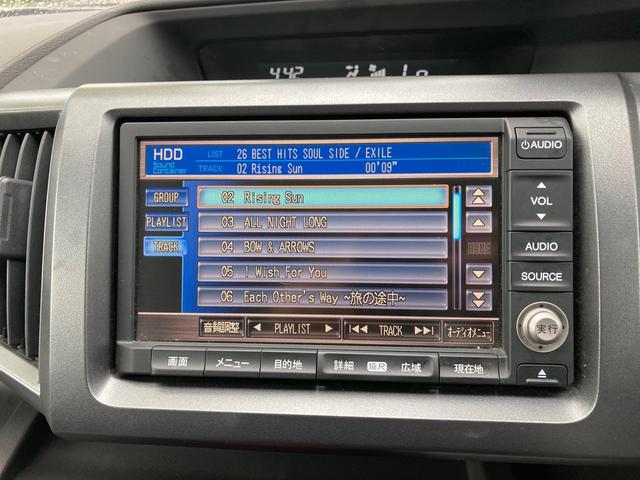 4:42
HDD LIST 26 BEST HITS SOUL SIDE / EXILE
Sound Container TRACK 02 Rising Sun 00'09"
GROUP 02 Rising Sun
PLAYLIST 03 ALL NIGHT LONG
TRACK 04 BOW & ARROWS HOME
05 I Wish For You
06 Each Other's Way ~旅の途中~
音質調整 ◀ PLAYLIST ▶ I◀◀ TRACK ▶▶I オーディオメニュー
画面 メニュー 目的地 詳細 縮尺 広域 現在地
AUDIO
VOL
AUDIO
SOURCE
実行